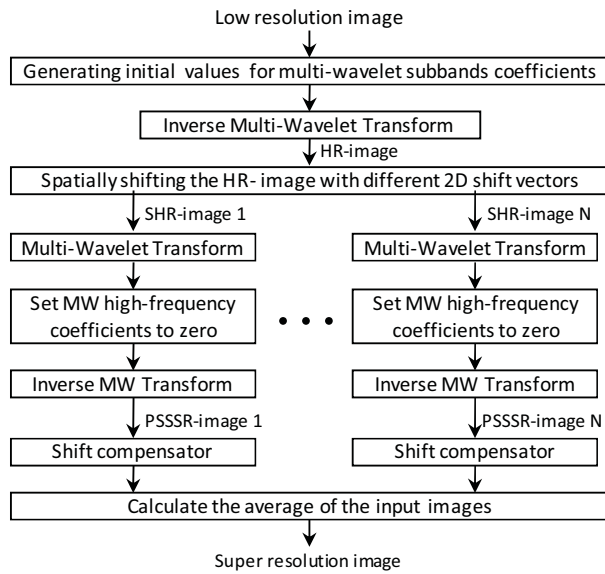 Low resolution image
Generating initial values for multi-wavelet subbands coefficients
Inverse Multi-Wavelet Transform
HR-image
Spatially shifting the HR- image with different 2D shift vectors
SHR-image 1
SHR-image N
Multi-Wavelet Transform
Multi-Wavelet Transform
Set MW high-frequency
coefficients to zero
Set MW high-frequency
coefficients to zero
Inverse MW Transform
Inverse MW Transform
PSSSR-image 1
PSSSR-image N
Shift compensator
Shift compensator
Calculate the average of the input images
Super resolution image